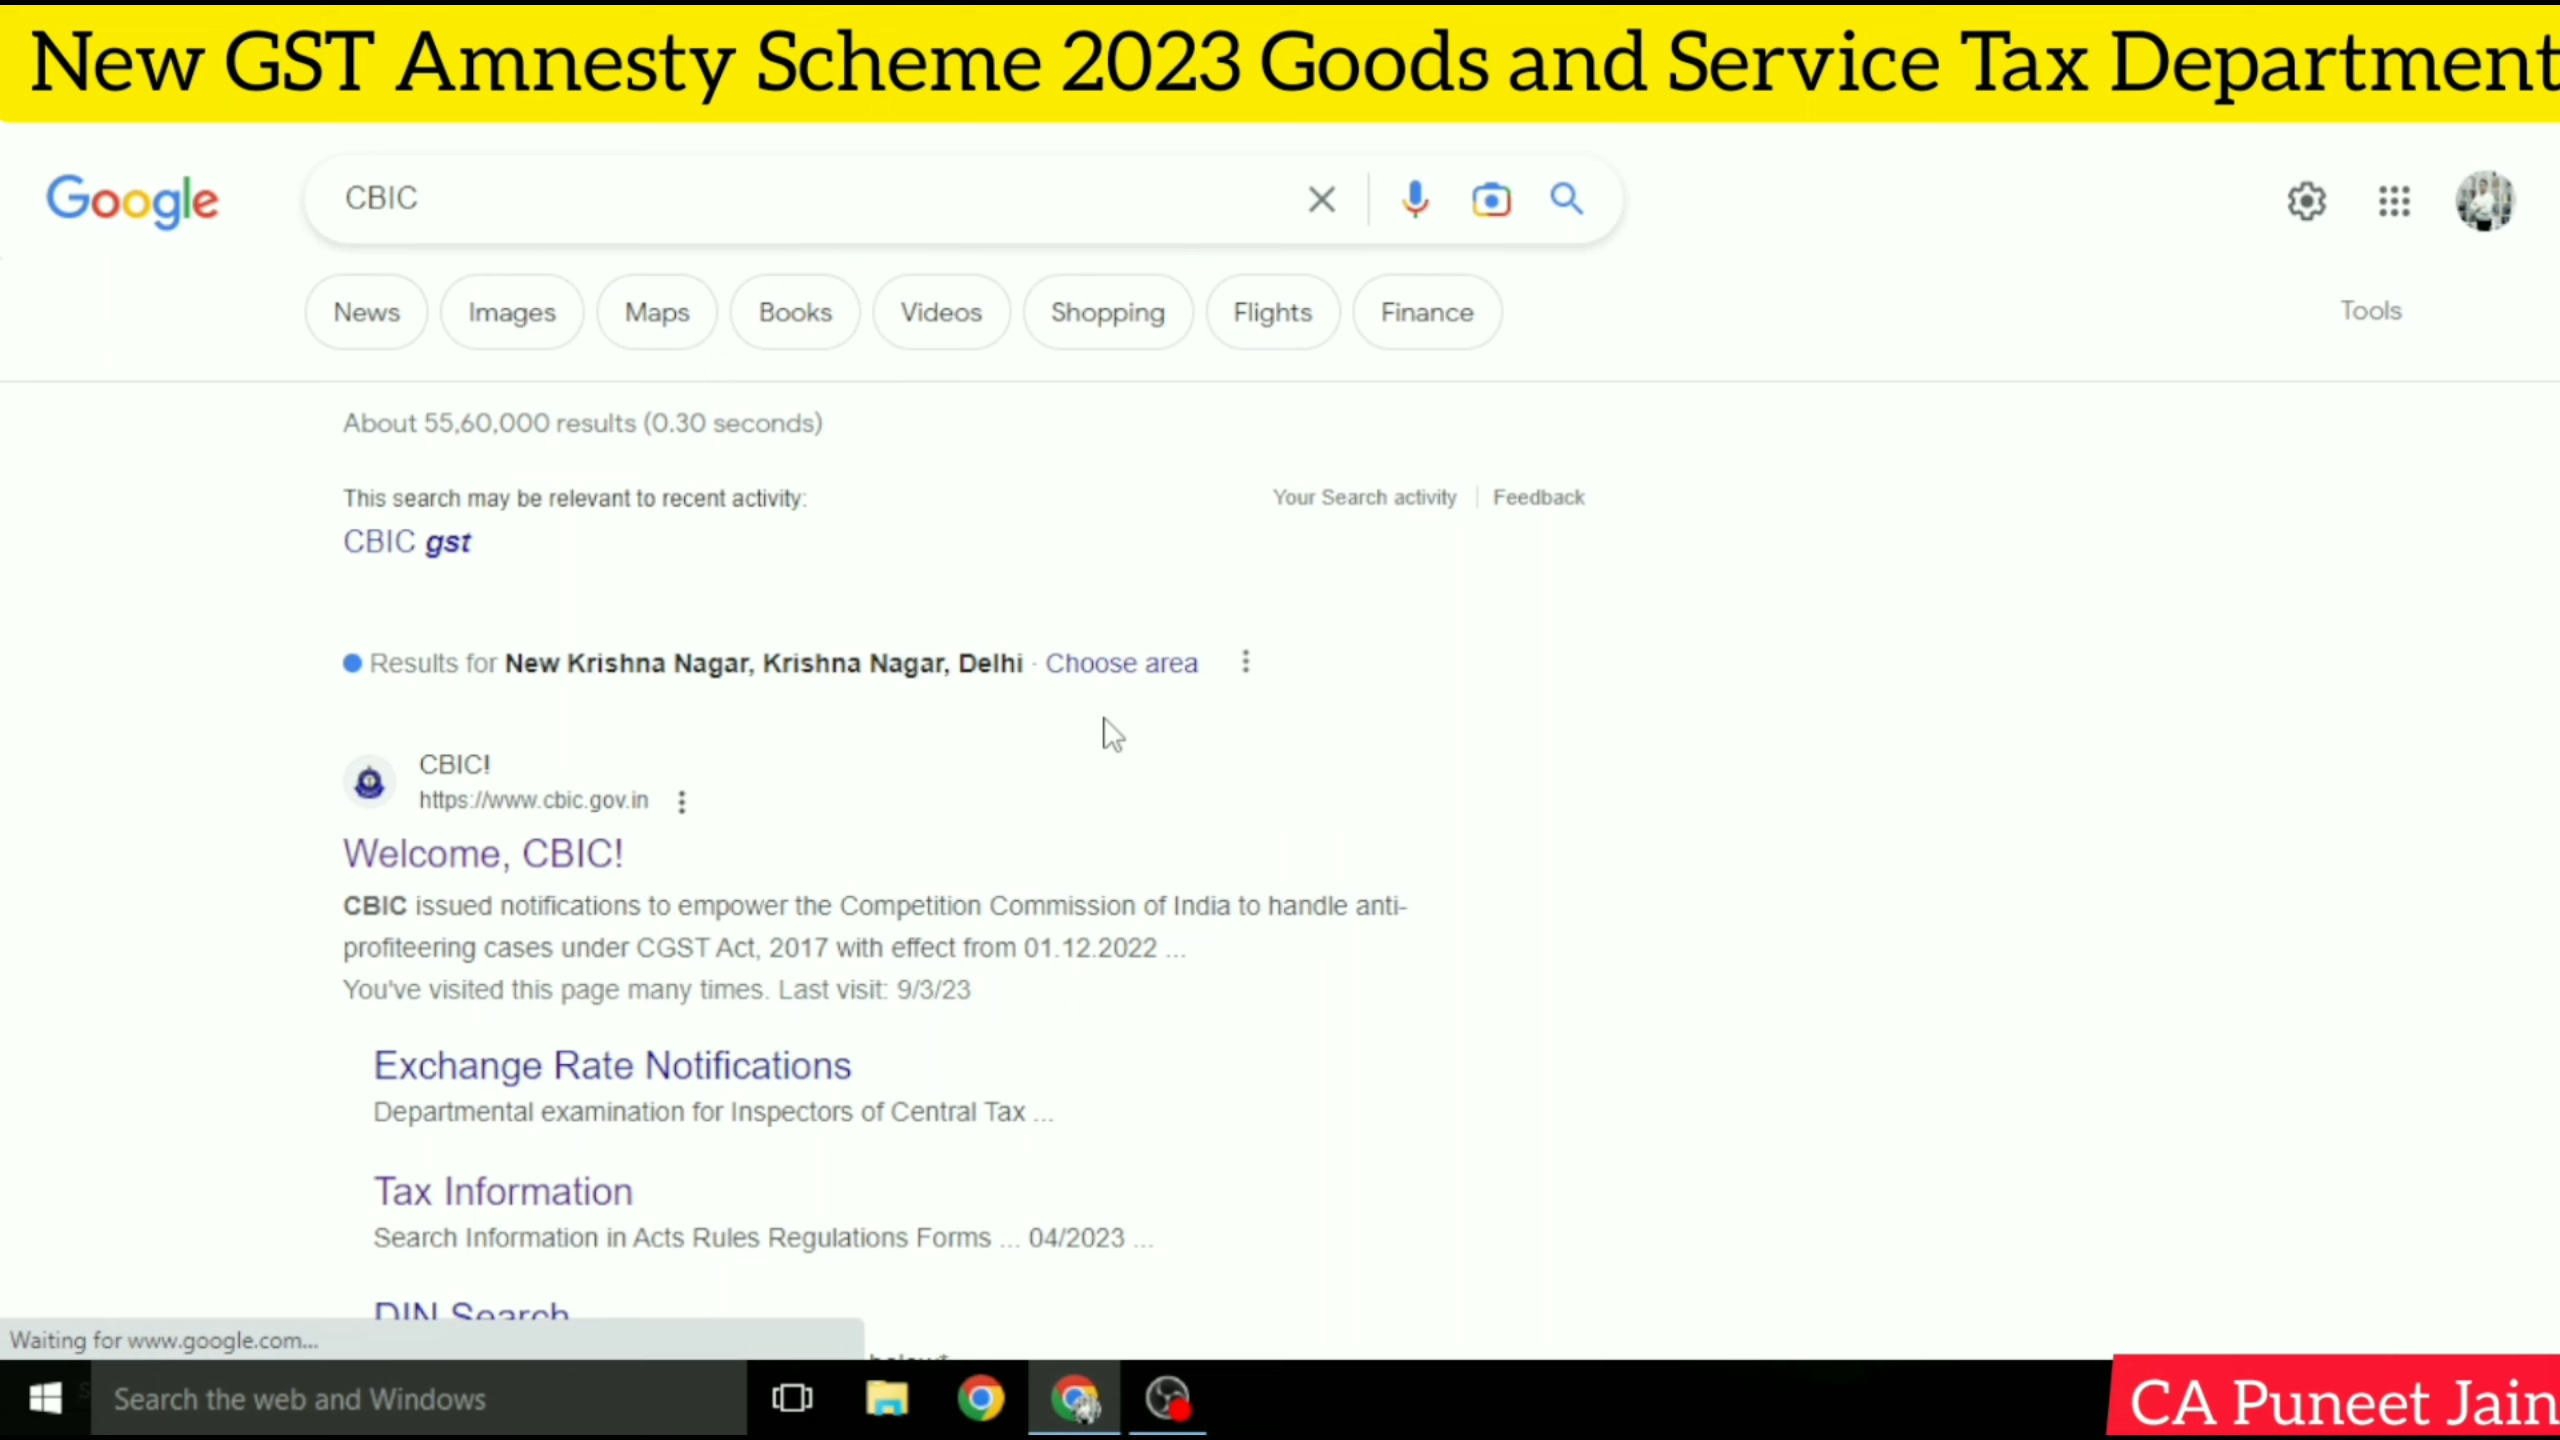 New GST Amnesty Scheme 2023 Goods and Service Tax Department
Google
CBIC
News Images Maps Books Videos Shopping Flights Finance Tools
About 55,60,000 results (0.30 seconds)
This search may be relevant to recent activity: Your Search activity Feedback
CBIC gst
Results for New Krishna Nagar, Krishna Nagar, Delhi · Choose area
CBIC!
https://www.cbic.gov.in
Welcome, CBIC!
CBIC issued notifications to empower the Competition Commission of India to handle anti-
profiteering cases under CGST Act, 2017 with effect from 01.12.2022 ...
You've visited this page many times. Last visit: 9/3/23
Exchange Rate Notifications
Departmental examination for Inspectors of Central Tax ...
Tax Information
Search Information in Acts Rules Regulations Forms ... 04/2023 ...
DIN Search
Waiting for www.google.com...
Search the web and Windows
CA Puneet Jain